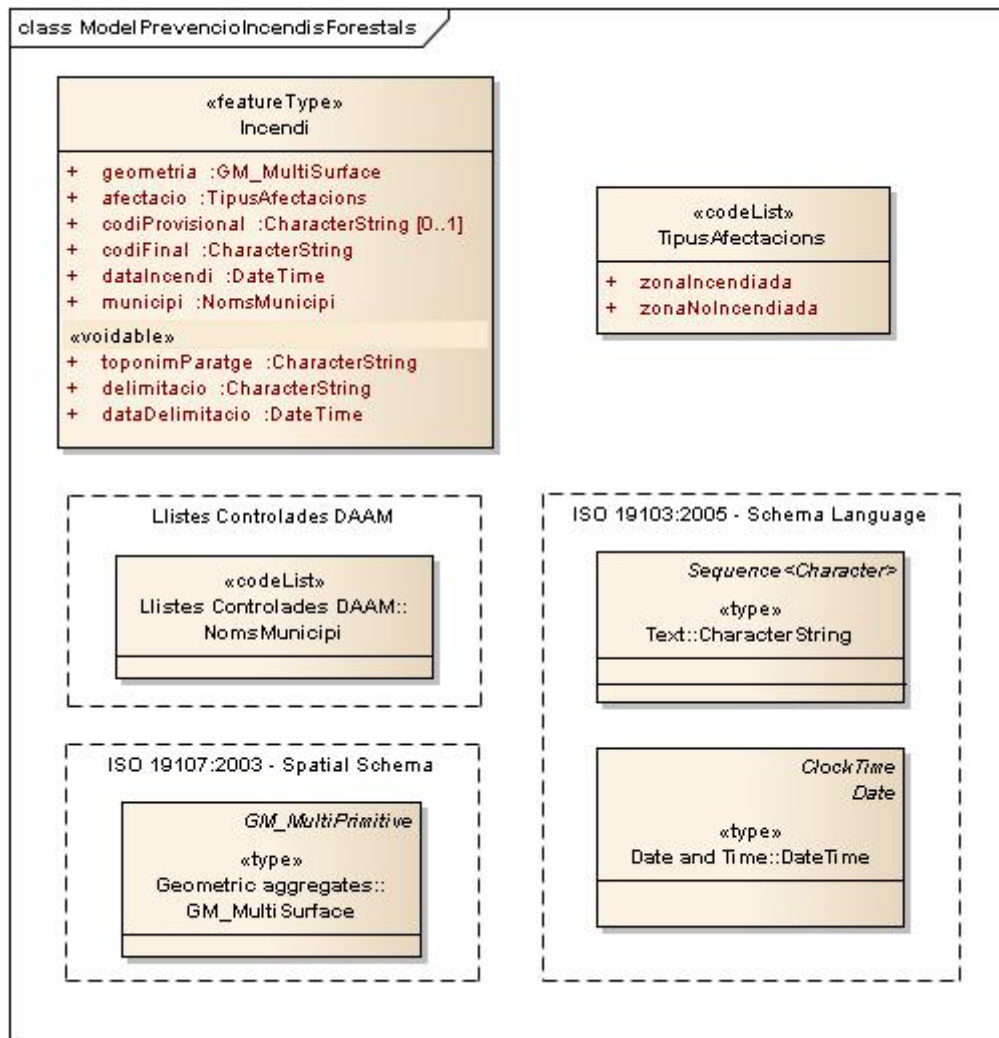 class ModelPrevencioIncendisForestals
«featureType»
Incendi
+ geometria :GM_MultiSurface
+ afectacio :TipusAfectacions
+ codiProvisional :CharacterString [0..1]
+ codiFinal :CharacterString
+ dataIncendi :DateTime
+ municipi :NomsMunicipi
«voidable»
+ toponimParatge :CharacterString
+ delimitacio :CharacterString
+ dataDelimitacio :DateTime
«codeList»
TipusAfectacions
+ zonaIncendiada
+ zonaNoIncendiada
Llistes Controlades DAAM
«codeList»
Llistes Controlades DAAM::
NomsMunicipi
ISO 19103:2005 - Schema Language
Sequence<Character>
«type»
Text::CharacterString
ClockTime
Date
«type»
Date and Time::DateTime
ISO 19107:2003 - Spatial Schema
GM_MultiPrimitive
«type»
Geometric aggregates::
GM_MultiSurface